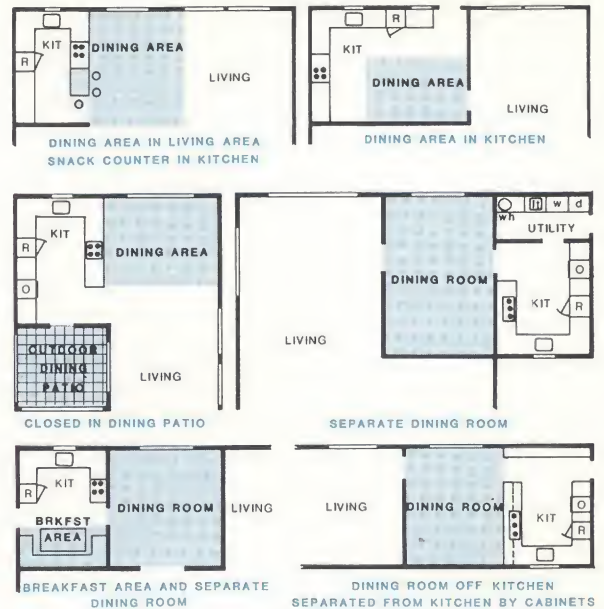 KIT
DINING AREA
R
LIVING
DINING AREA IN LIVING AREA
SNACK COUNTER IN KITCHEN
R
KIT
DINING AREA
LIVING
DINING AREA IN KITCHEN
KIT
R
DINING AREA
O
OUTDOOR
DINING
PATIO
LIVING
CLOSED IN DINING PATIO
wh
lt
w
d
UTILITY
DINING ROOM
O
KIT
R
LIVING
SEPARATE DINING ROOM
KIT
R
BRKFST
AREA
DINING ROOM
LIVING
BREAKFAST AREA AND SEPARATE
DINING ROOM
LIVING
DINING ROOM
KIT
O
R
DINING ROOM OFF KITCHEN
SEPARATED FROM KITCHEN BY CABINETS